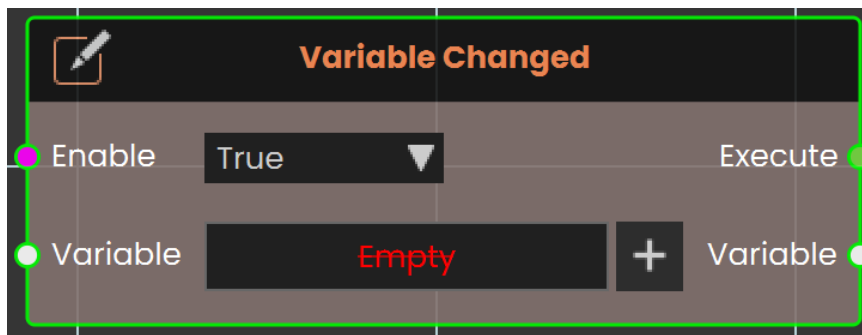 Variable Changed
Enable True Execute
Variable Empty + Variable